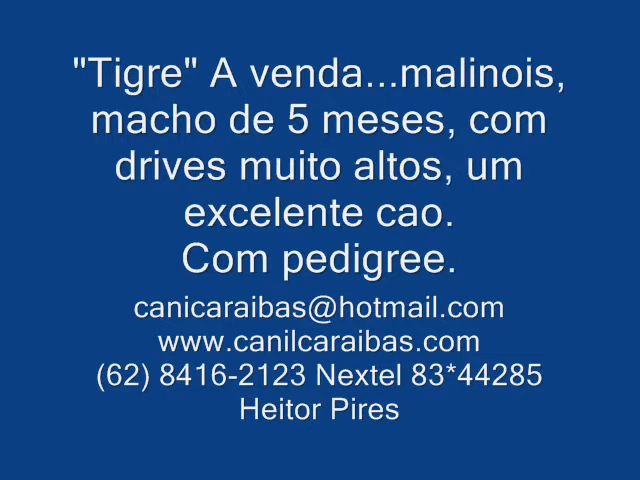 "Tigre" A venda...malinois,
macho de 5 meses, com
drives muito altos, um
excelente cao.
Com pedigree.
canicaraibas@hotmail.com
www.canilcaraibas.com
(62) 8416-2123 Nextel 83*44285
Heitor Pires